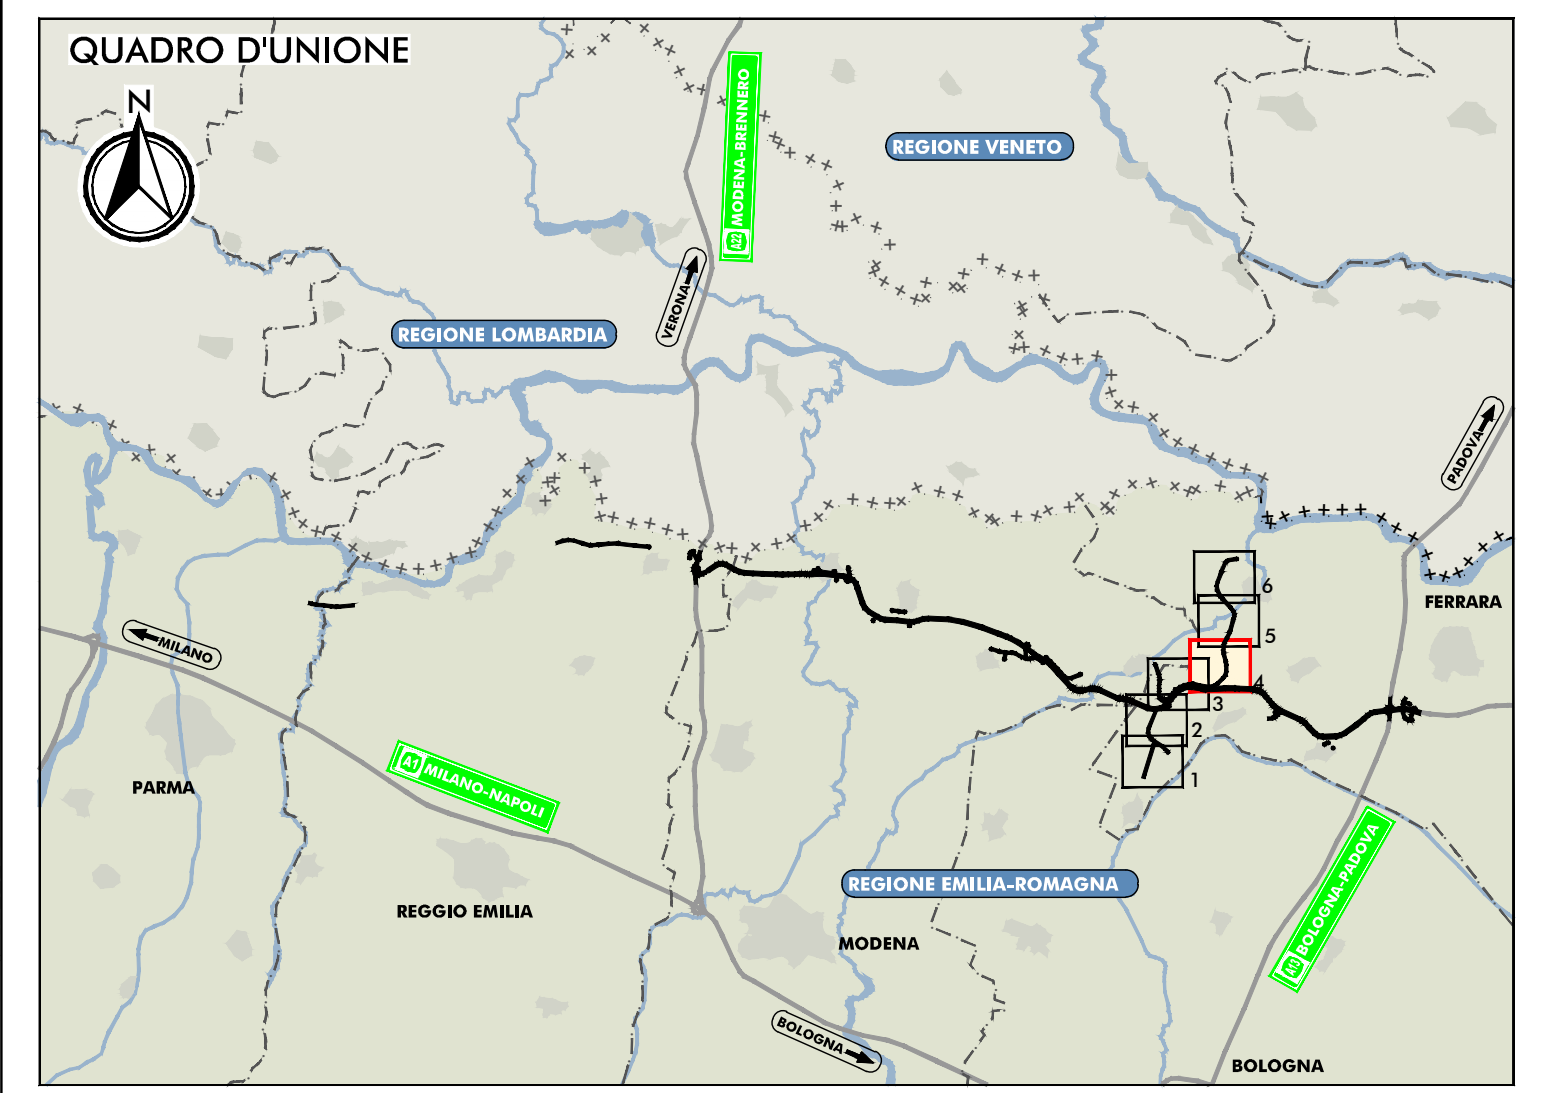 QUADRO D'UNIONE
N
A22 MODENA-BRENNERO
REGIONE VENETO
VERONA
REGIONE LOMBARDIA
PADOVA
6
FERRARA
5
MILANO
4
3
2
1
PARMA
A1 MILANO-NAPOLI
A13 BOLOGNA-PADOVA
REGIONE EMILIA-ROMAGNA
REGGIO EMILIA
MODENA
BOLOGNA
BOLOGNA